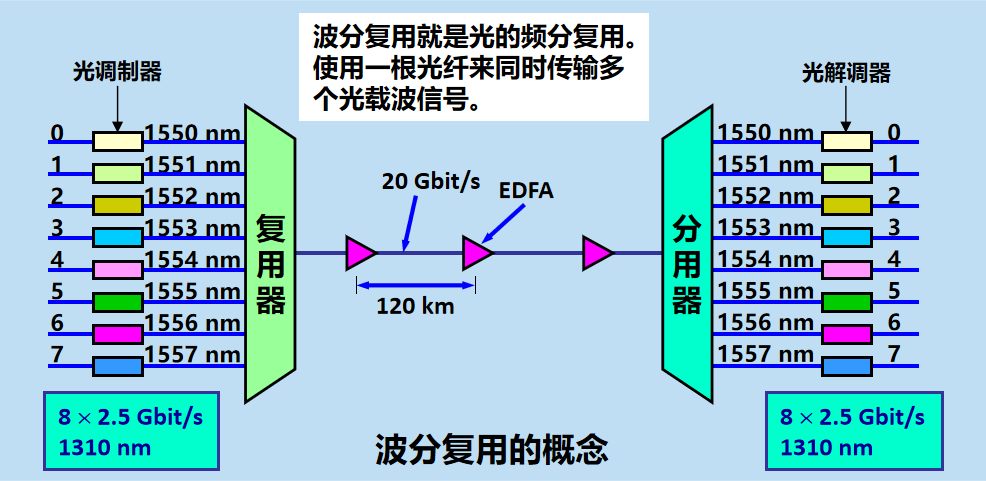 波分复用就是光的频分复用。
使用一根光纤来同时传输多
个光载波信号。
光调制器
光解调器
0 1550 nm
1 1551 nm
2 1552 nm
3 1553 nm
4 1554 nm
5 1555 nm
6 1556 nm
7 1557 nm
复
用
器
20 Gbit/s
EDFA
120 km
分
用
器
1550 nm 0
1551 nm 1
1552 nm 2
1553 nm 3
1554 nm 4
1555 nm 5
1556 nm 6
1557 nm 7
8 × 2.5 Gbit/s
1310 nm
波分复用的概念
8 × 2.5 Gbit/s
1310 nm